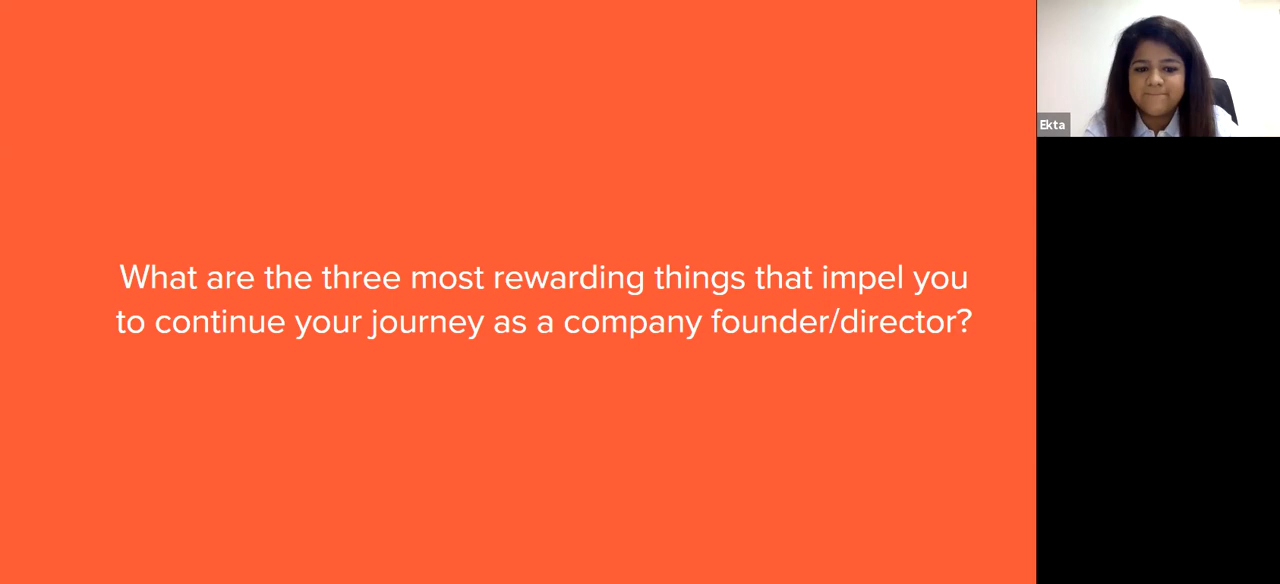 What are the three most rewarding things that impel you
to continue your journey as a company founder/director?
Ekta